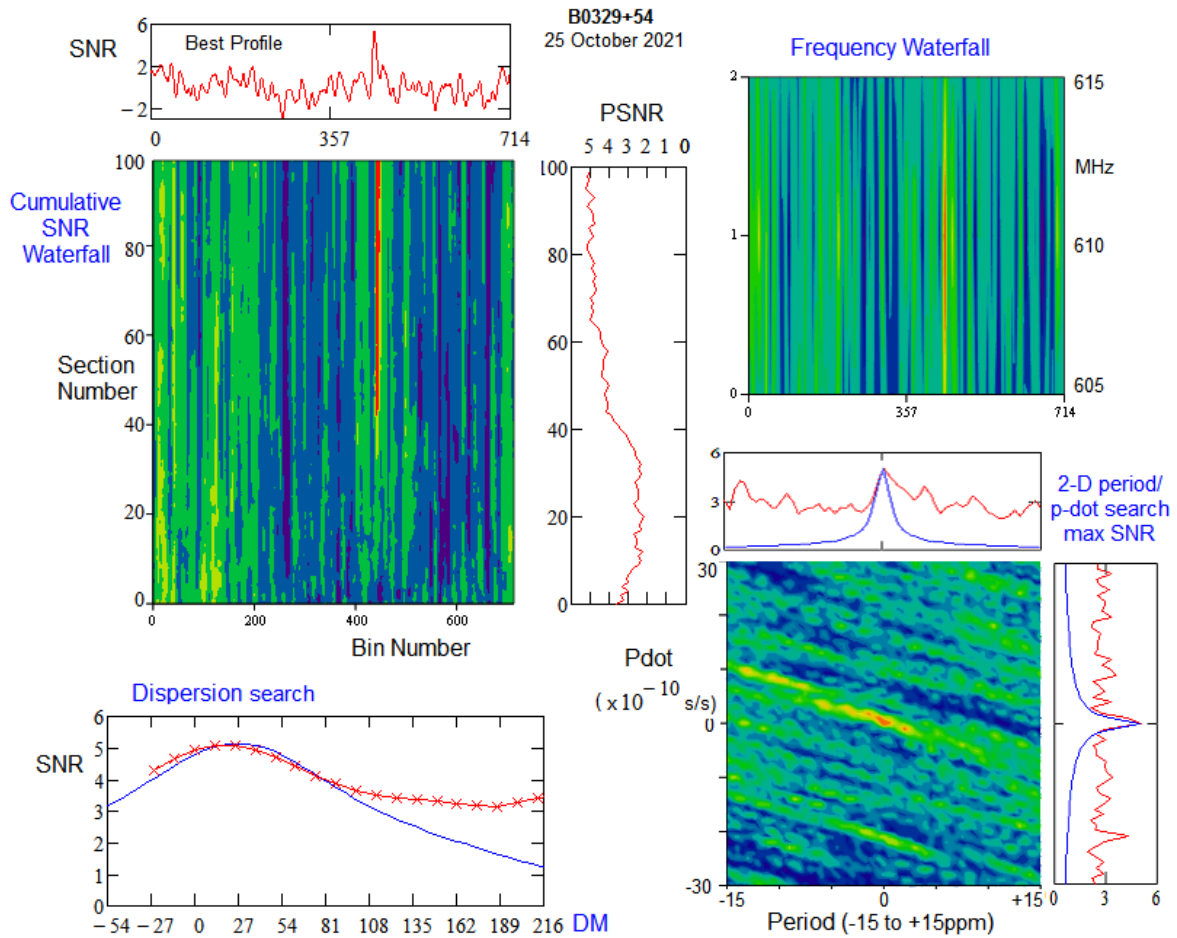 B0329+54
25 October 2021
SNR
6
2
−2
Best Profile
0 357 714
Cumulative
SNR
Waterfall
100
80
60
40
20
0
Section
Number
0 200 400 600
Bin Number
PSNR
5 4 3 2 1 0
100
80
60
40
20
0
Frequency Waterfall
2
1
0
615
MHz
610
605
0 357 714
6
3
0
2-D period/
p-dot search
max SNR
30
0
-30
Pdot
(x10−10 s/s)
-15 0 +15
Period (-15 to +15ppm)
0 3 6
Dispersion search
SNR
6
5
4
3
2
1
0
−54 −27 0 27 54 81 108 135 162 189 216 DM